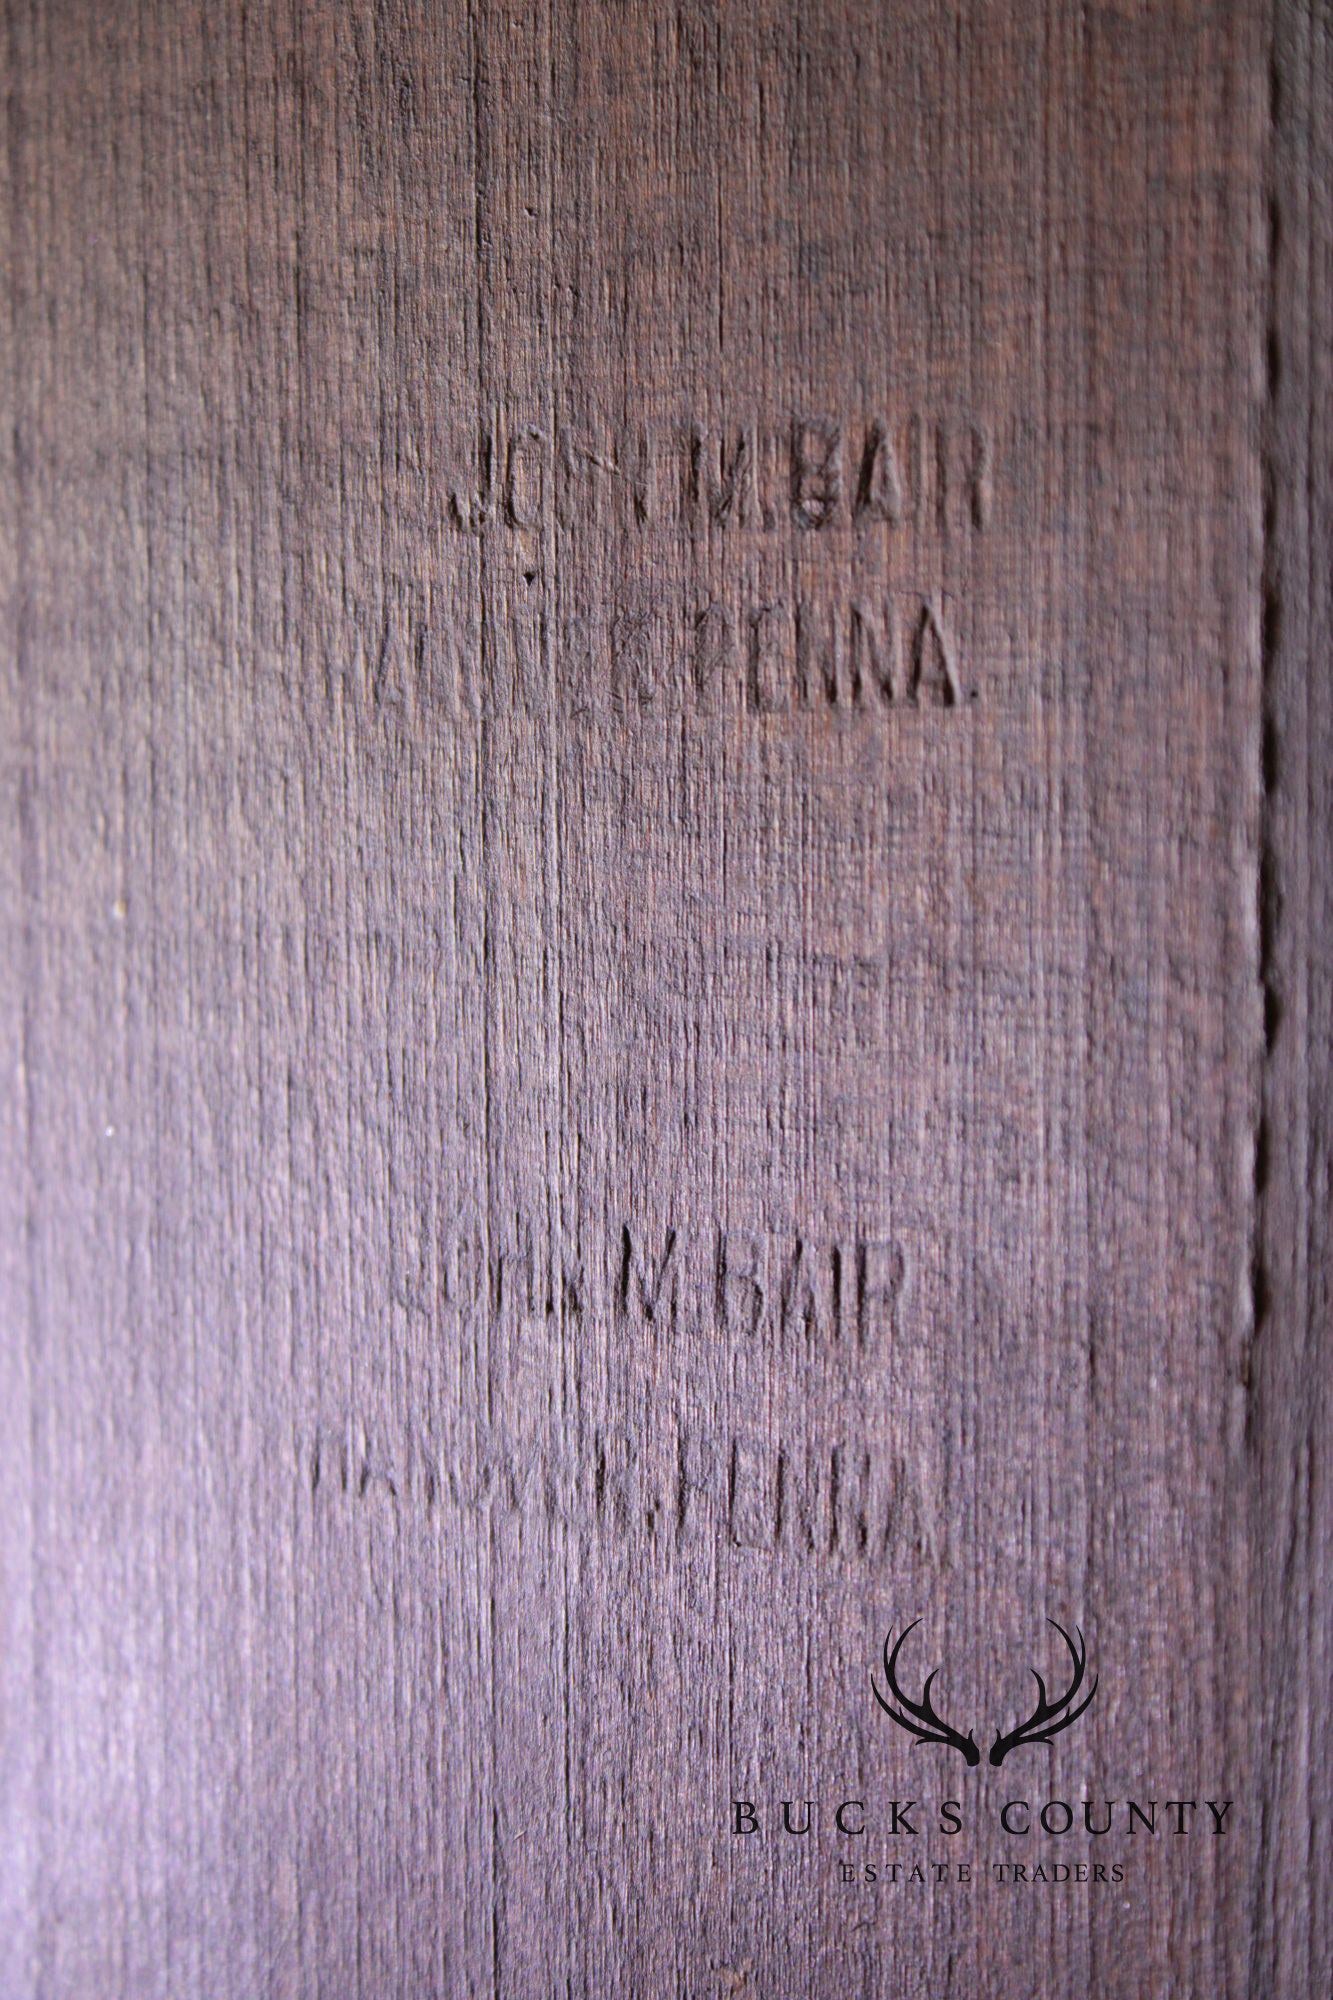 JOHN M. BAIR
HANOVER. PENNA.
JOHN M. BAIR
HANOVER. PENNA.
BUCKS COUNTY
ESTATE TRADERS